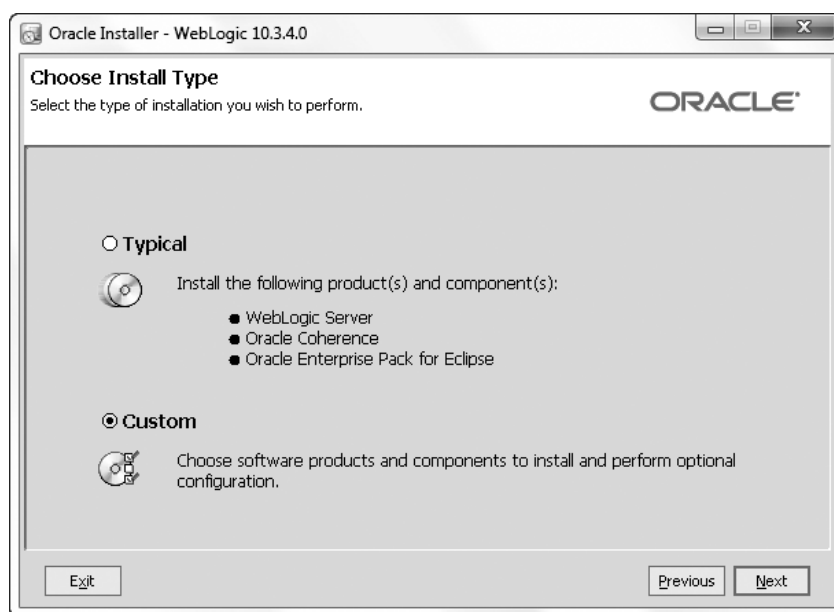 Oracle Installer - WebLogic 10.3.4.0
Choose Install Type
Select the type of installation you wish to perform.
ORACLE
Typical
Install the following product(s) and component(s):
WebLogic Server
Oracle Coherence
Oracle Enterprise Pack for Eclipse
Custom
Choose software products and components to install and perform optional
configuration.
Exit
Previous
Next